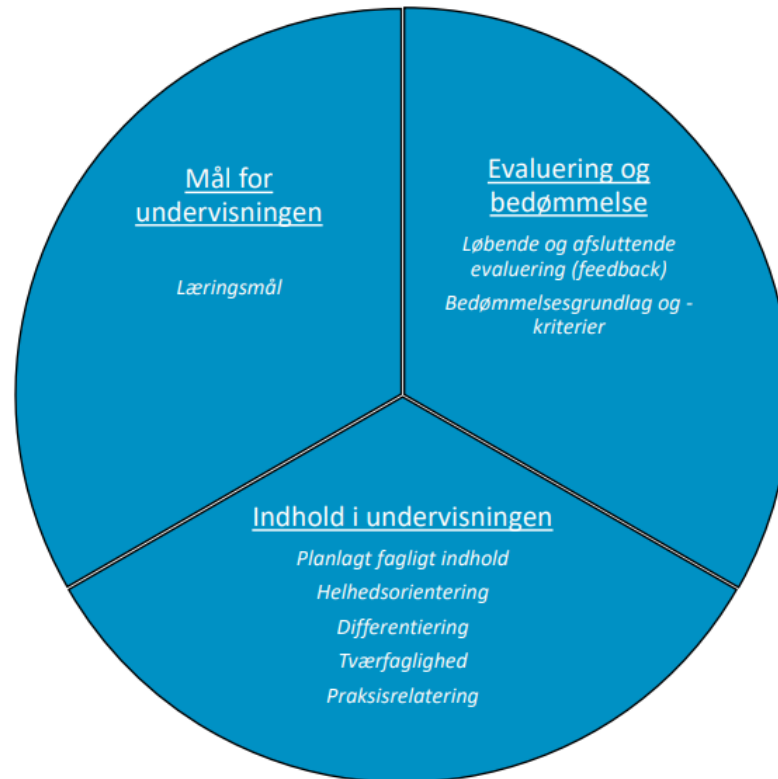 Mål for
undervisningen
Læringsmål
Evaluering og
bedømmelse
Løbende og afsluttende
evaluering (feedback)
Bedømmelsesgrundlag og -
kriterier
Indhold i undervisningen
Planlagt fagligt indhold
Helhedsorientering
Differentiering
Tværfaglighed
Praksisrelatering